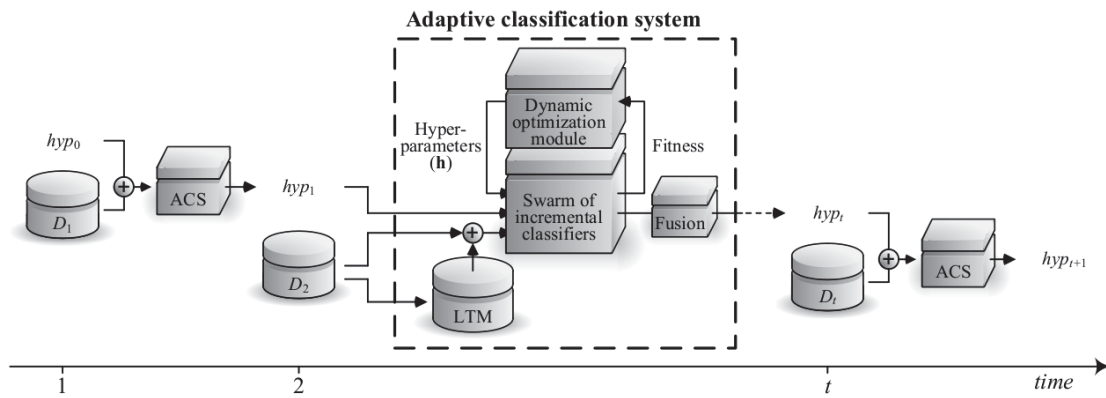 Adaptive classification system
hyp0
D1
ACS
hyp1
D2
Hyper-
parameters
(h)
Dynamic
optimization
module
Fitness
Swarm of
incremental
classifiers
Fusion
LTM
hypt
Dt
ACS
hypt+1
1
2
t
time